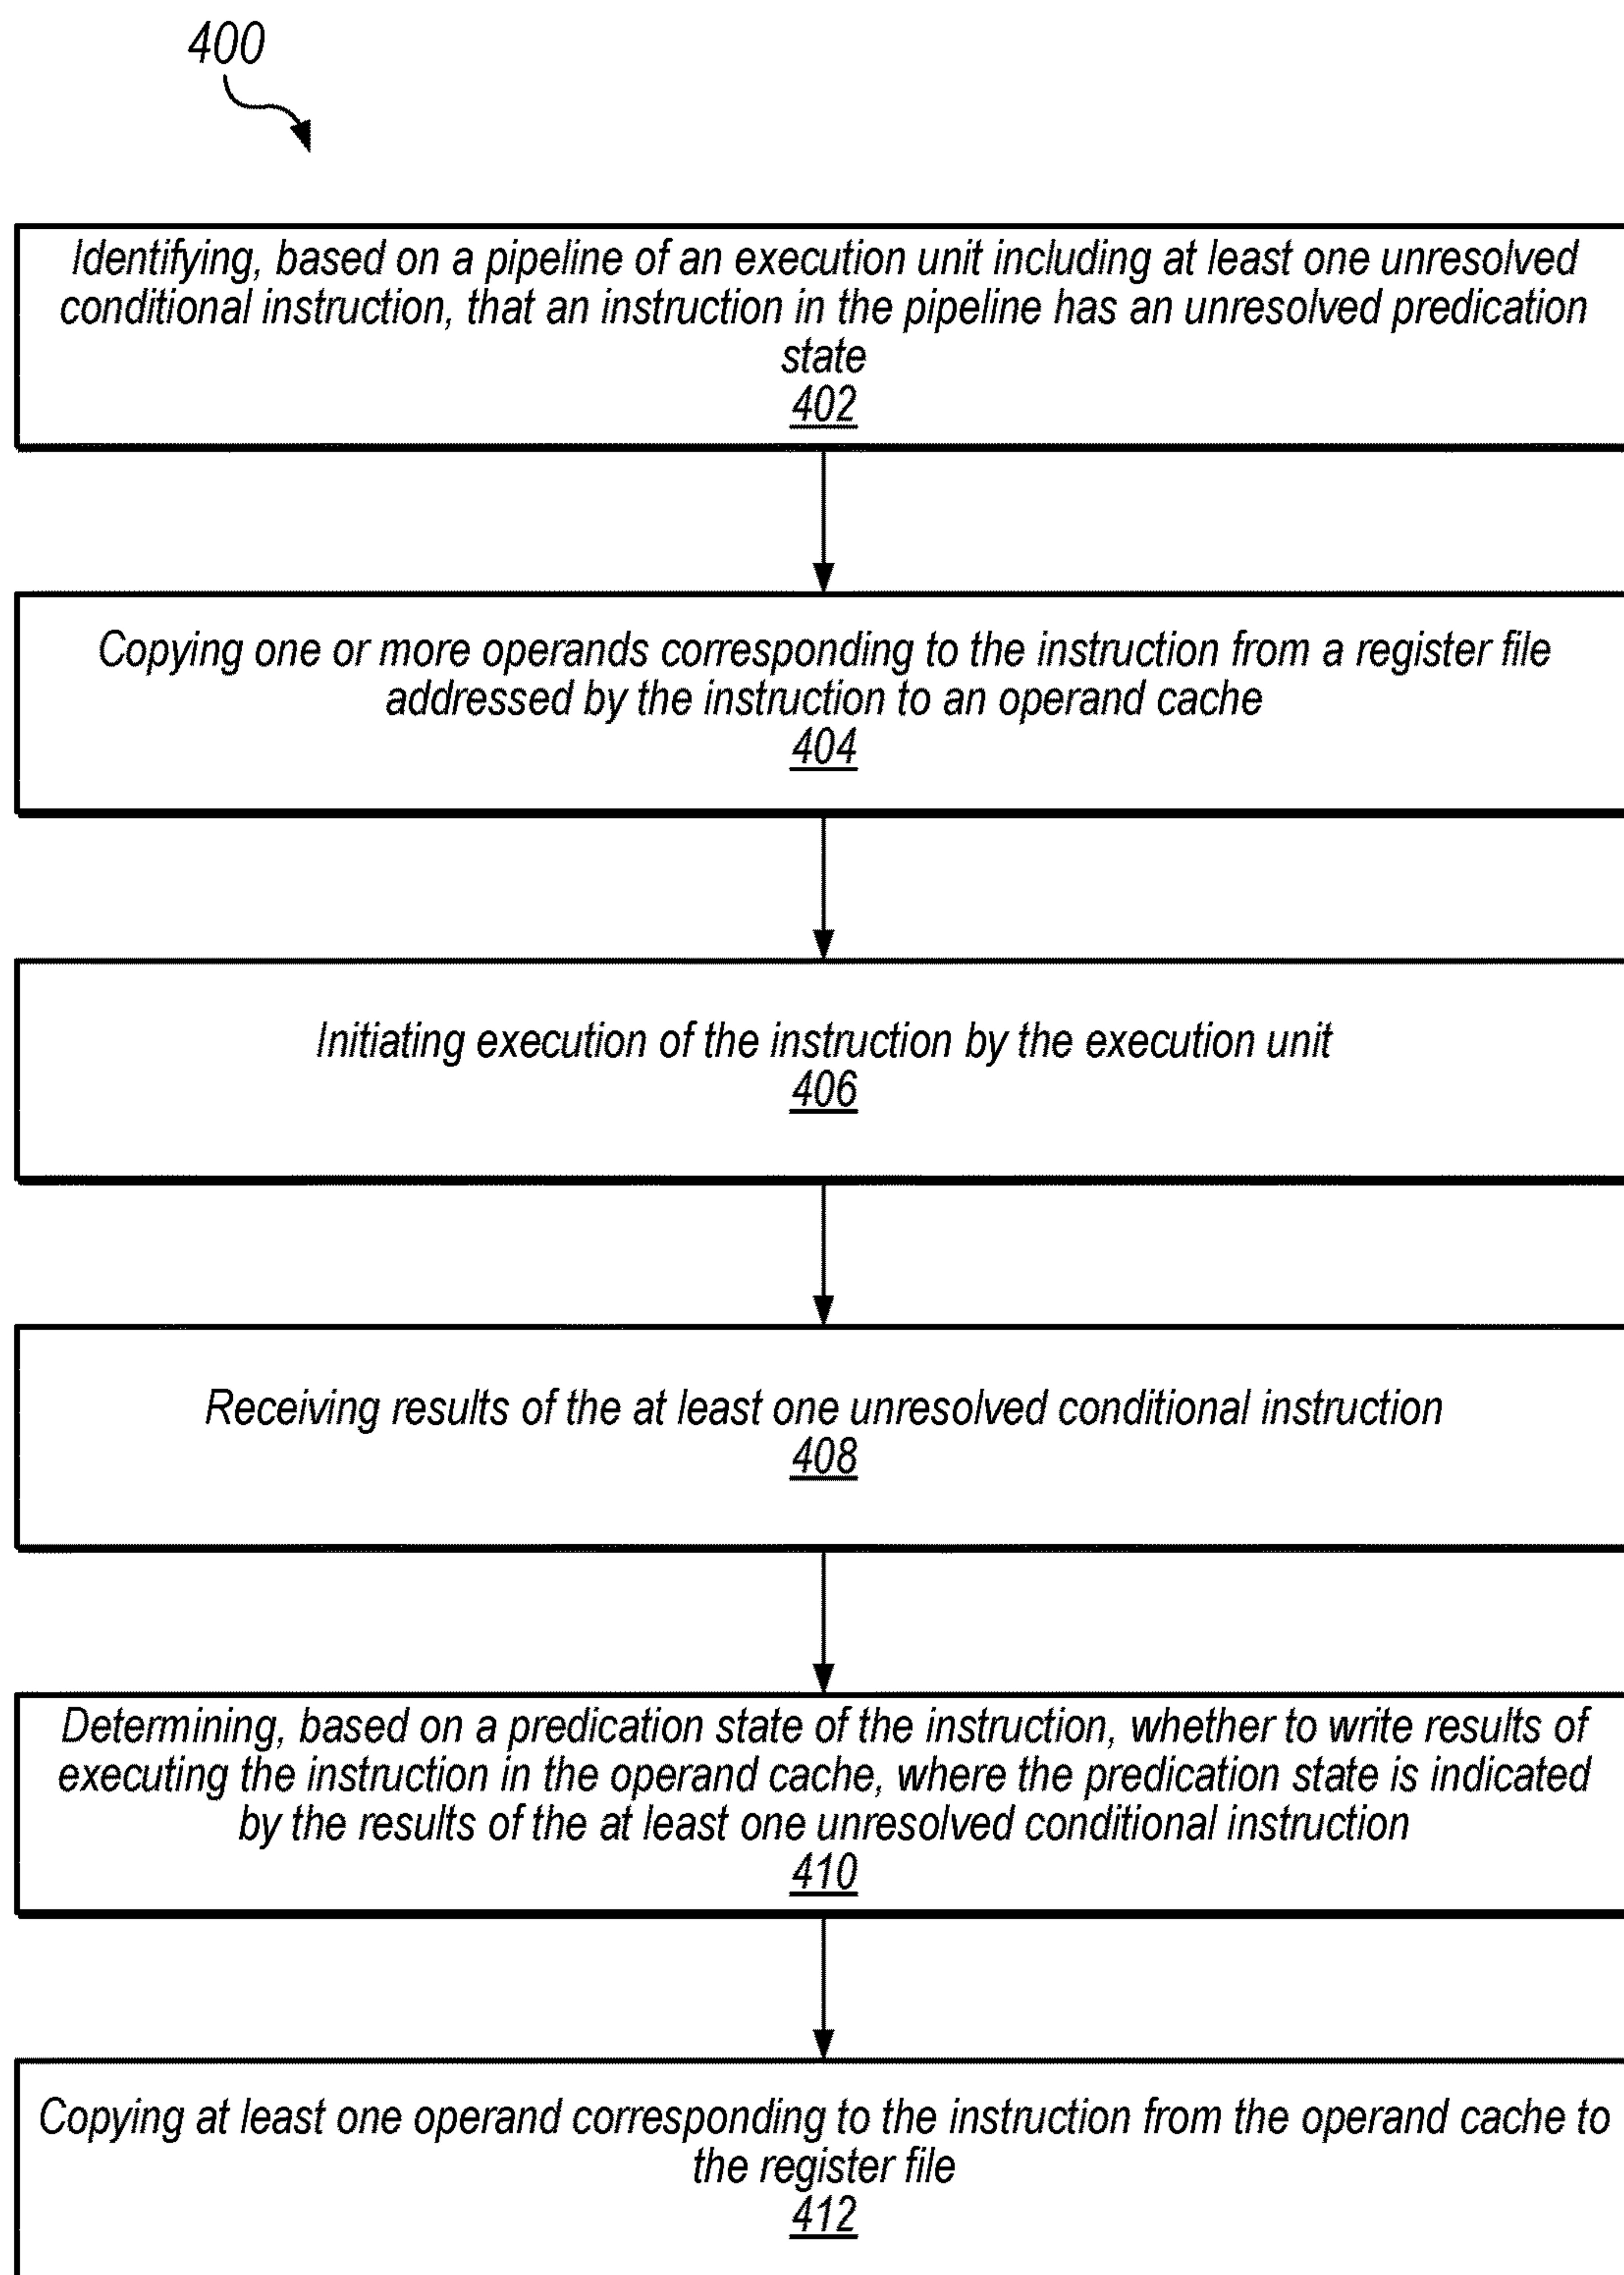 400
Identifying, based on a pipeline of an execution unit including at least one unresolved
conditional instruction, that an instruction in the pipeline has an unresolved predication
state
402
Copying one or more operands corresponding to the instruction from a register file
addressed by the instruction to an operand cache
404
Initiating execution of the instruction by the execution unit
406
Receiving results of the at least one unresolved conditional instruction
408
Determining, based on a predication state of the instruction, whether to write results of
executing the instruction in the operand cache, where the predication state is indicated
by the results of the at least one unresolved conditional instruction
410
Copying at least one operand corresponding to the instruction from the operand cache to
the register file
412